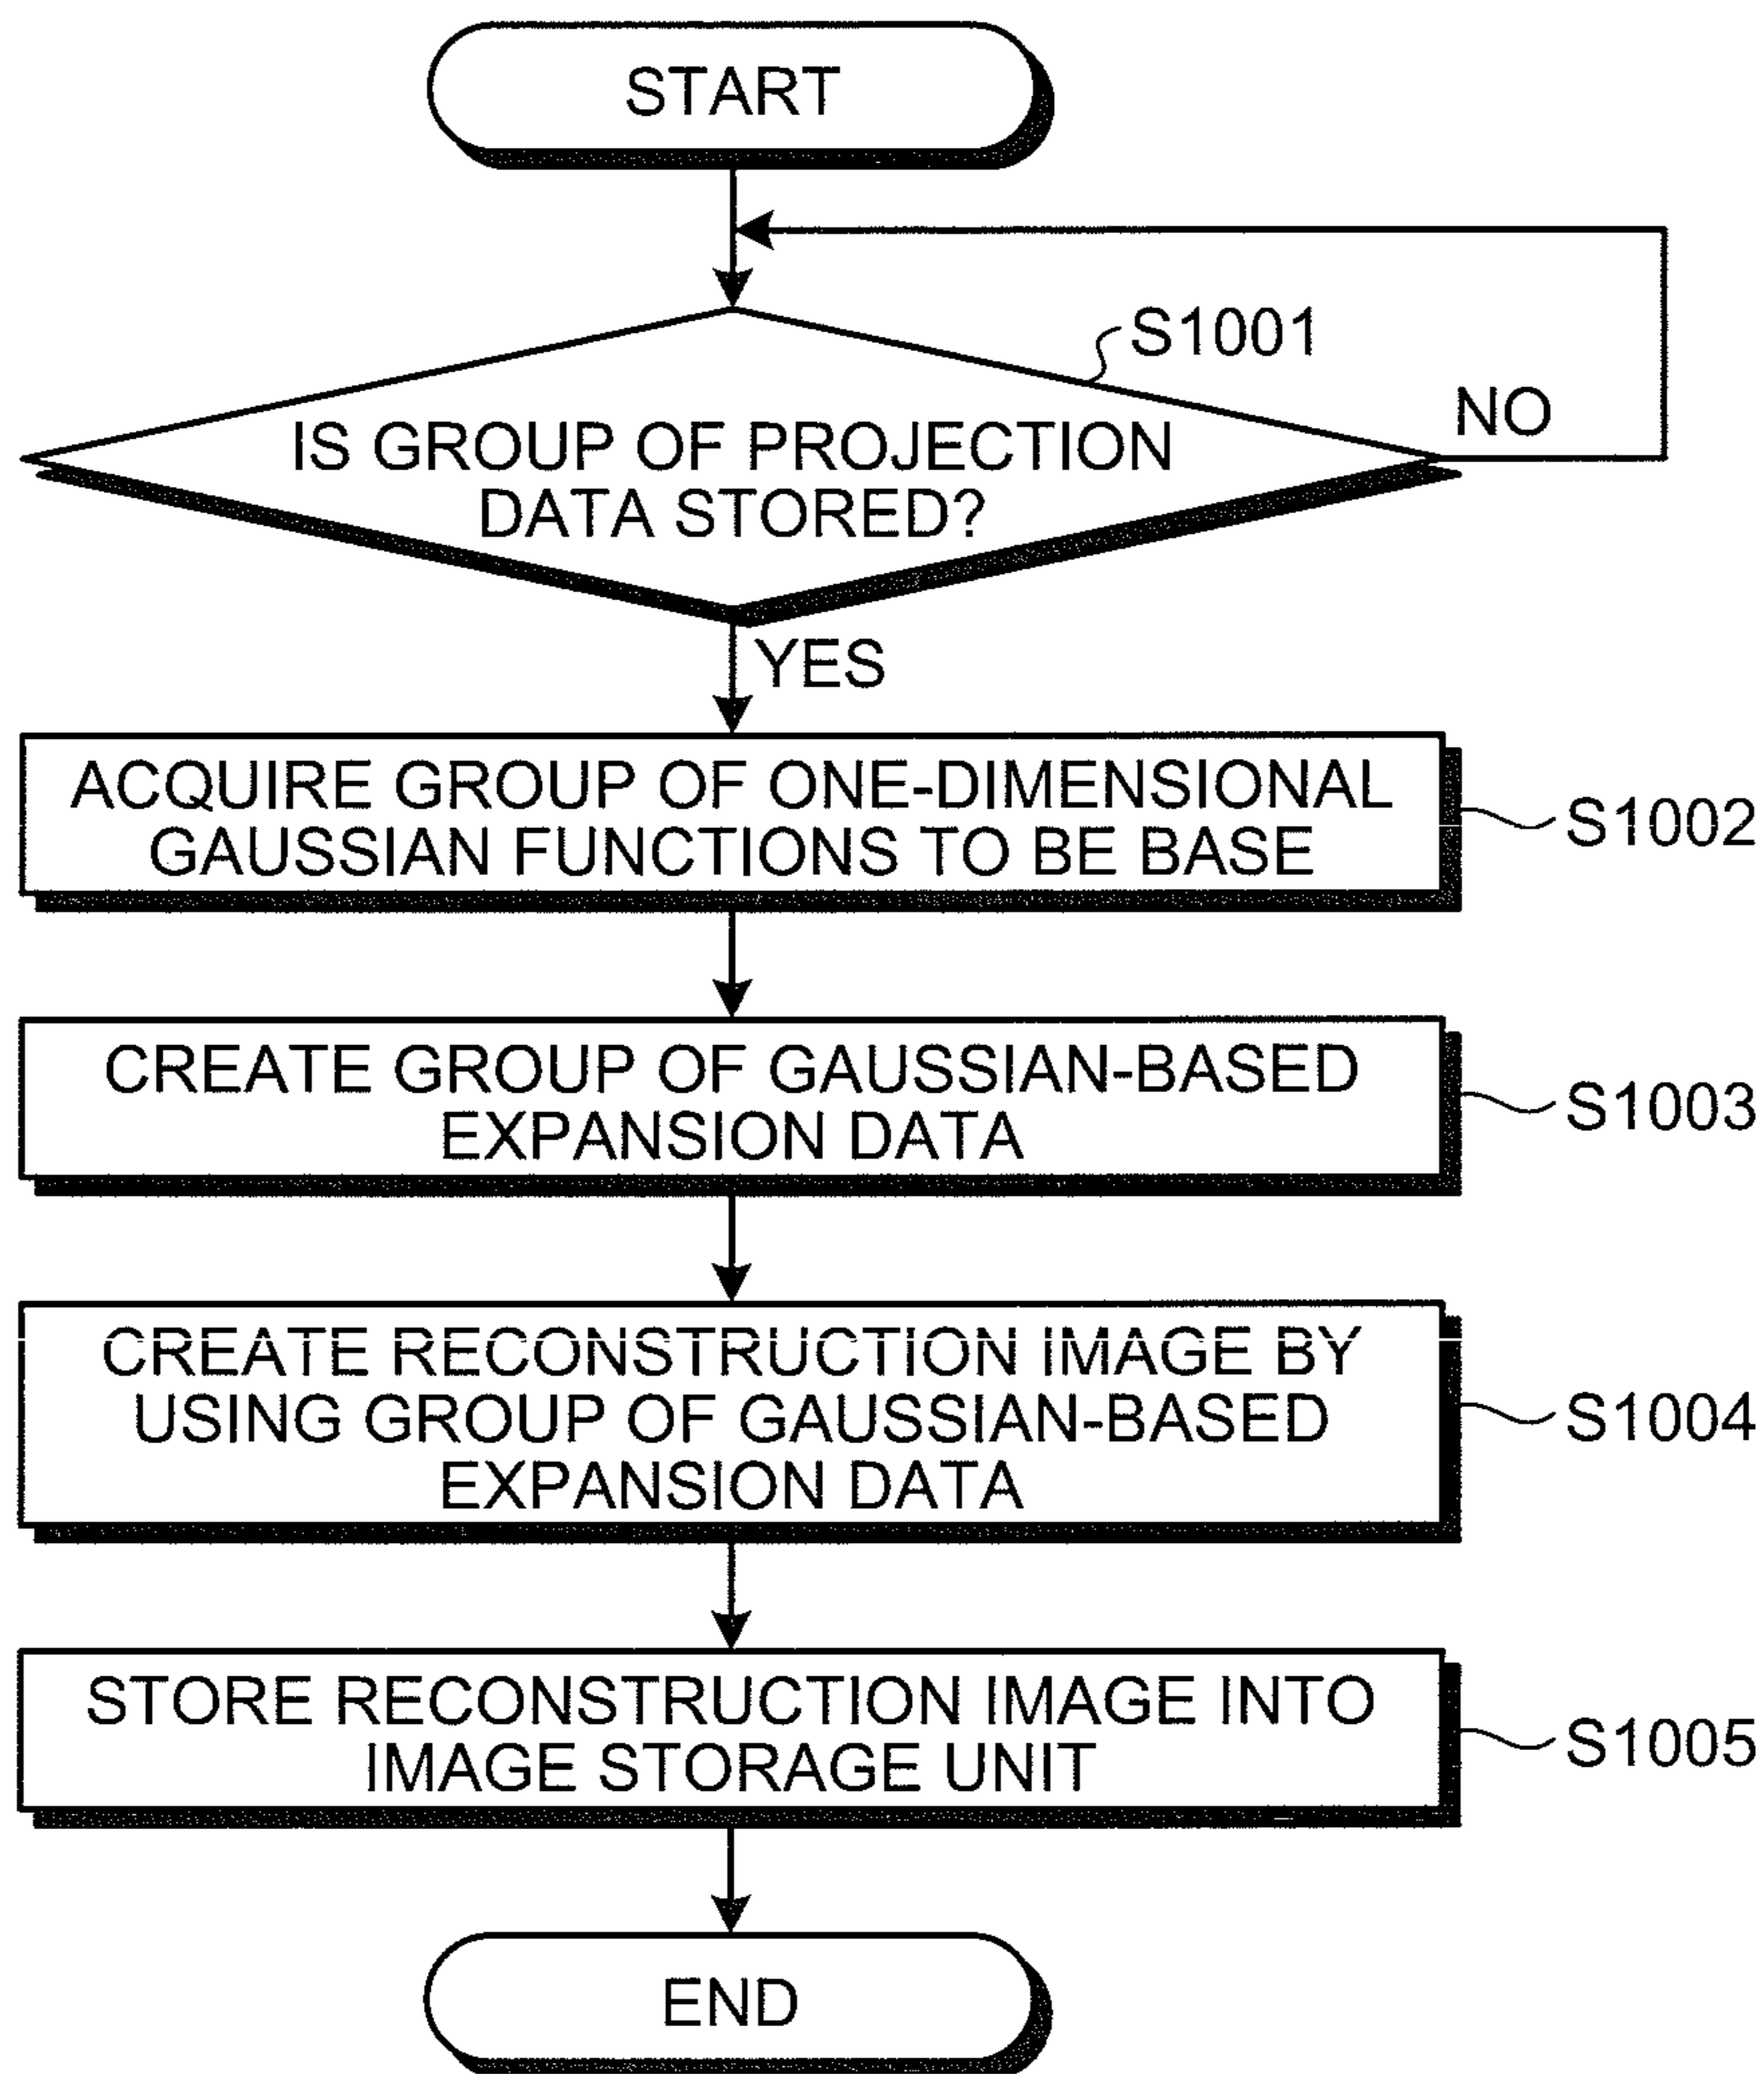 START
S1001
NO
IS GROUP OF PROJECTION
DATA STORED?
YES
ACQUIRE GROUP OF ONE-DIMENSIONAL
GAUSSIAN FUNCTIONS TO BE BASE
S1002
CREATE GROUP OF GAUSSIAN-BASED
EXPANSION DATA
S1003
CREATE RECONSTRUCTION IMAGE BY
USING GROUP OF GAUSSIAN-BASED
EXPANSION DATA
S1004
STORE RECONSTRUCTION IMAGE INTO
IMAGE STORAGE UNIT
S1005
END